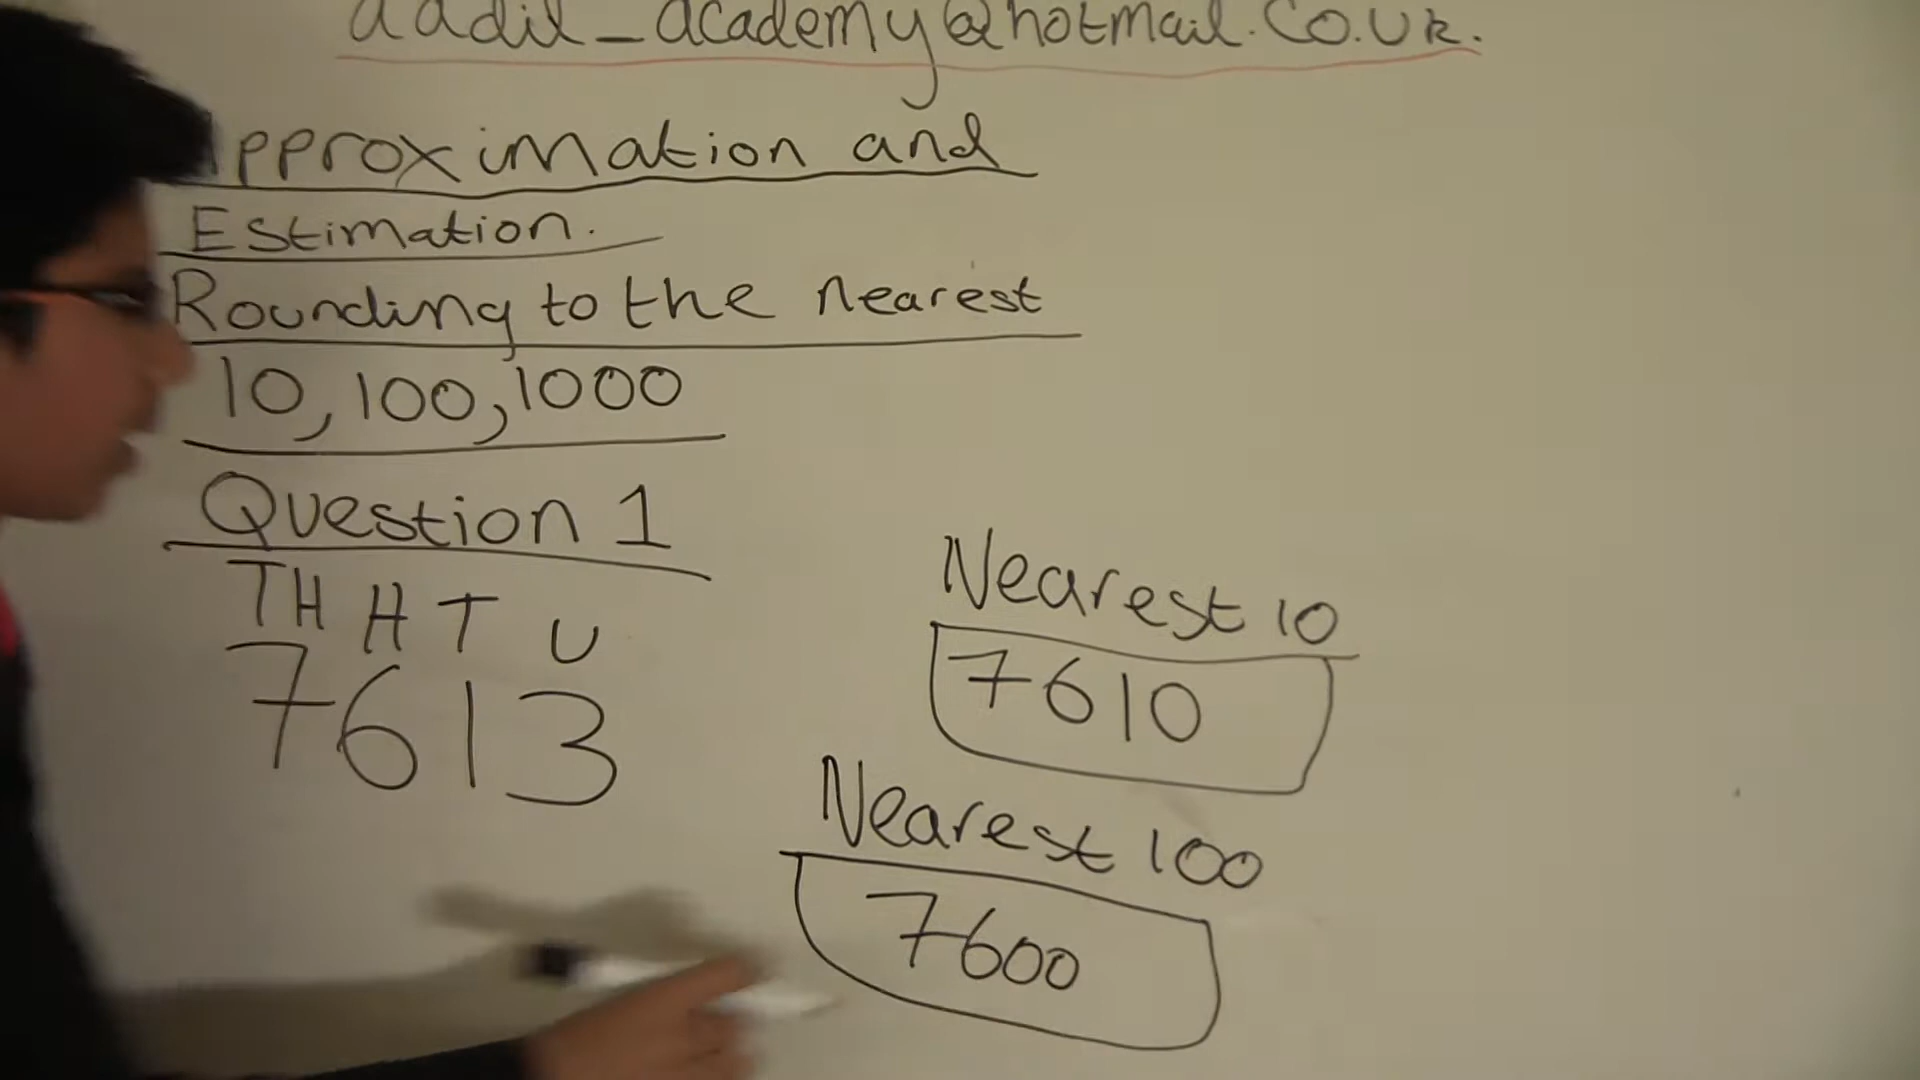 aadil_academy@hotmail.co.uk.
Approximation and
Estimation.
Rounding to the nearest
10, 100, 1000
Question 1
TH H T U
7613
Nearest 10
7610
Nearest 100
7600